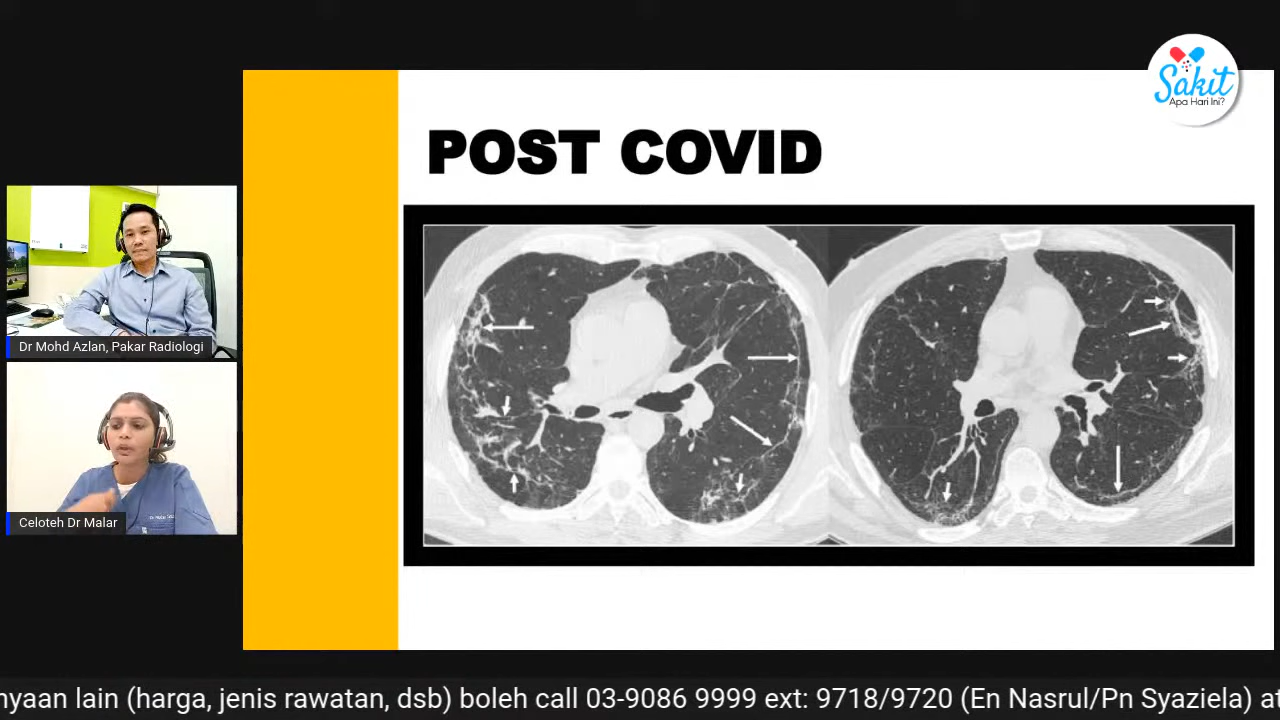 Sakit
Apa Hari Ini?
POST COVID
Dr Mohd Azlan, Pakar Radiologi
Celoteh Dr Malar
nyaan lain (harga, jenis rawatan, dsb) boleh call 03-9086 9999 ext: 9718/9720 (En Nasrul/Pn Syaziela) at